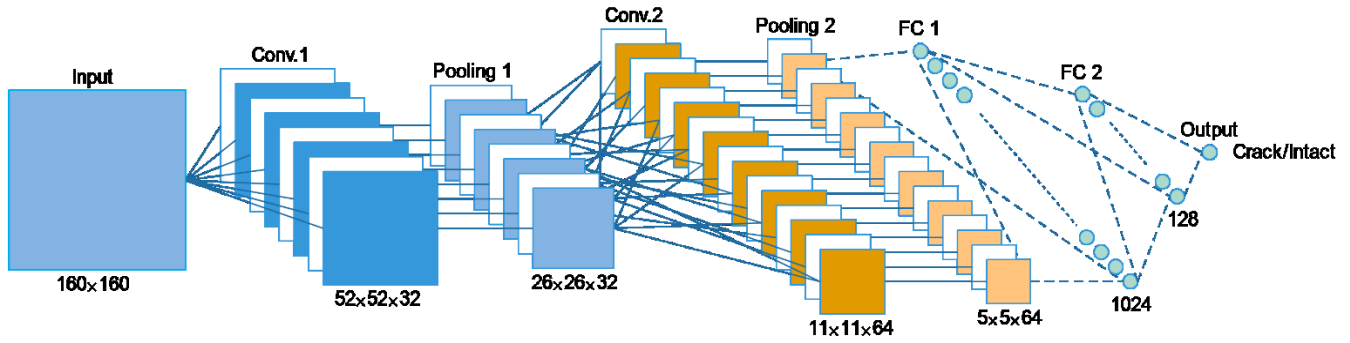 Input
160×160
Conv.1
52×52×32
Pooling 1
26×26×32
Conv.2
11×11×64
Pooling 2
5×5×64
FC 1
1024
FC 2
128
Output
Crack/Intact